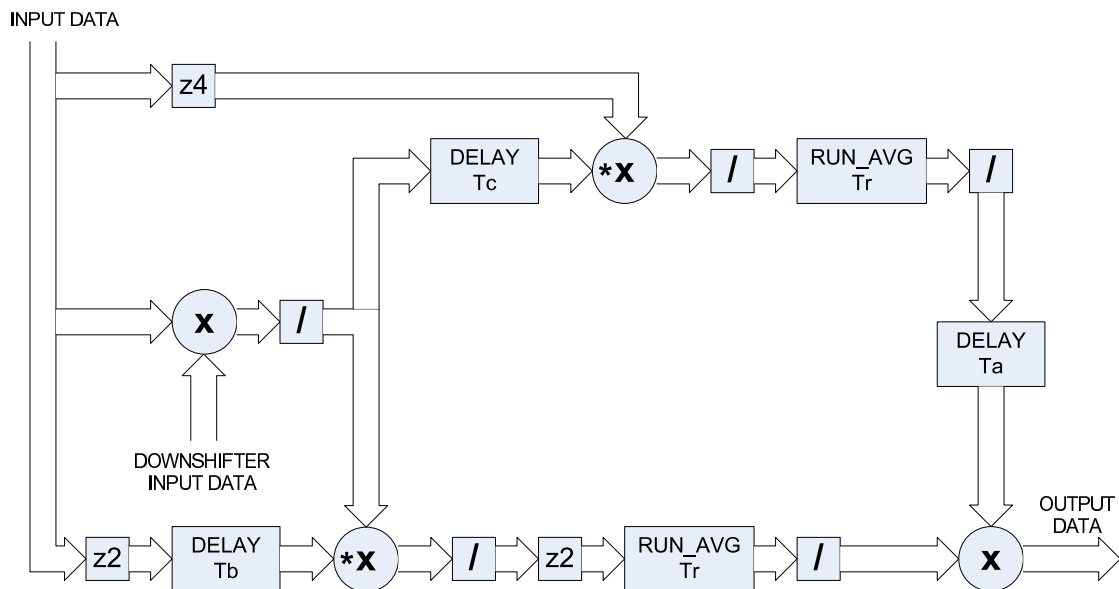 INPUT DATA
z4
DELAY
Tc
*x
/
RUN_AVG
Tr
/
x
/
DELAY
Ta
DOWNSHIFTER
INPUT DATA
z2
DELAY
Tb
*x
/
z2
RUN_AVG
Tr
/
x
OUTPUT
DATA